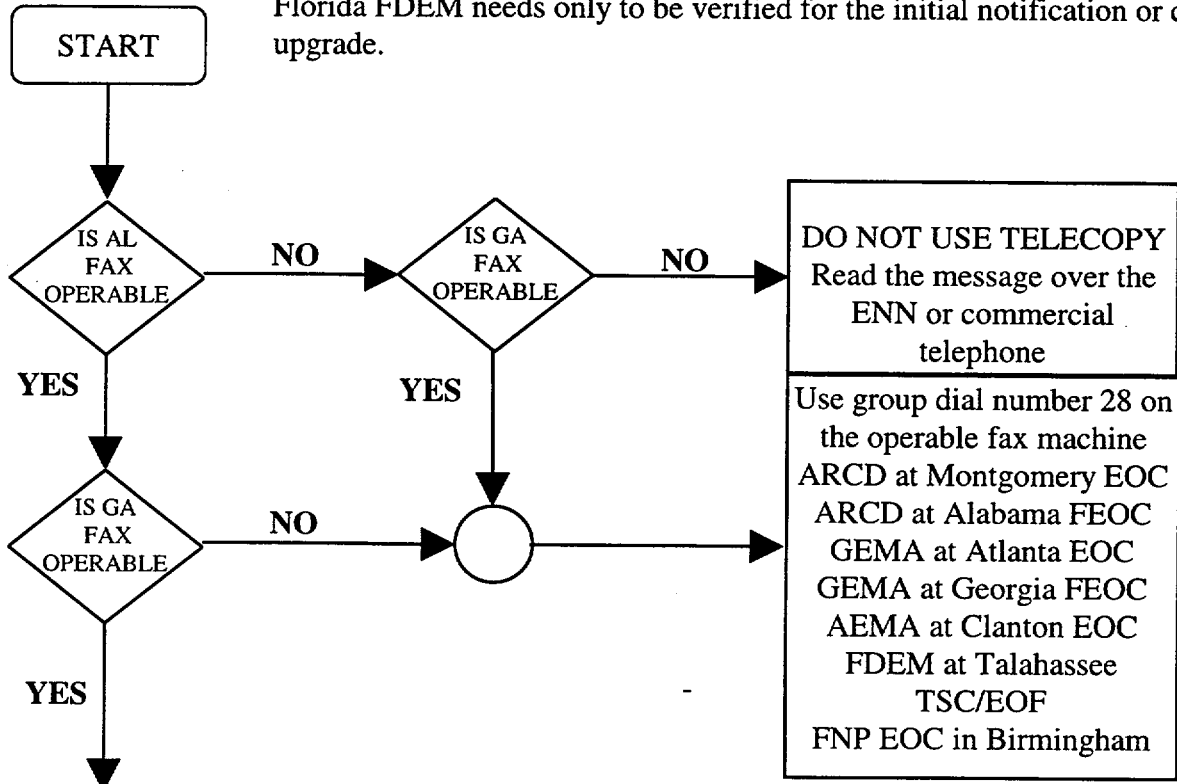 Florida FDEM needs only to be verified for the initial notification or
upgrade.
START
IS AL
FAX
OPERABLE
NO
IS GA
FAX
OPERABLE
NO
DO NOT USE TELECOPY
Read the message over the
ENN or commercial
telephone
YES
YES
Use group dial number 28 on
the operable fax machine
ARCD at Montgomery EOC
ARCD at Alabama FEOC
GEMA at Atlanta EOC
GEMA at Georgia FEOC
AEMA at Clanton EOC
FDEM at Talahassee
TSC/EOF
FNP EOC in Birmingham
IS GA
FAX
OPERABLE
NO
YES